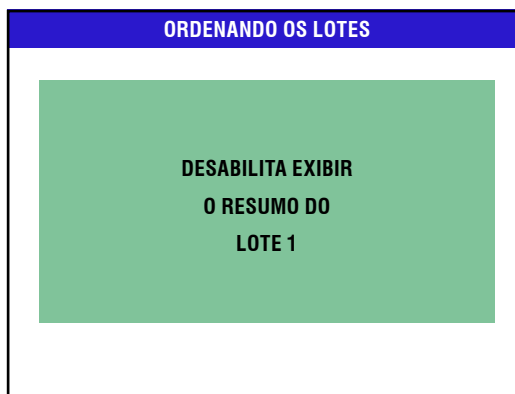 ORDENANDO OS LOTES
DESABILITA EXIBIR
O RESUMO DO
LOTE 1